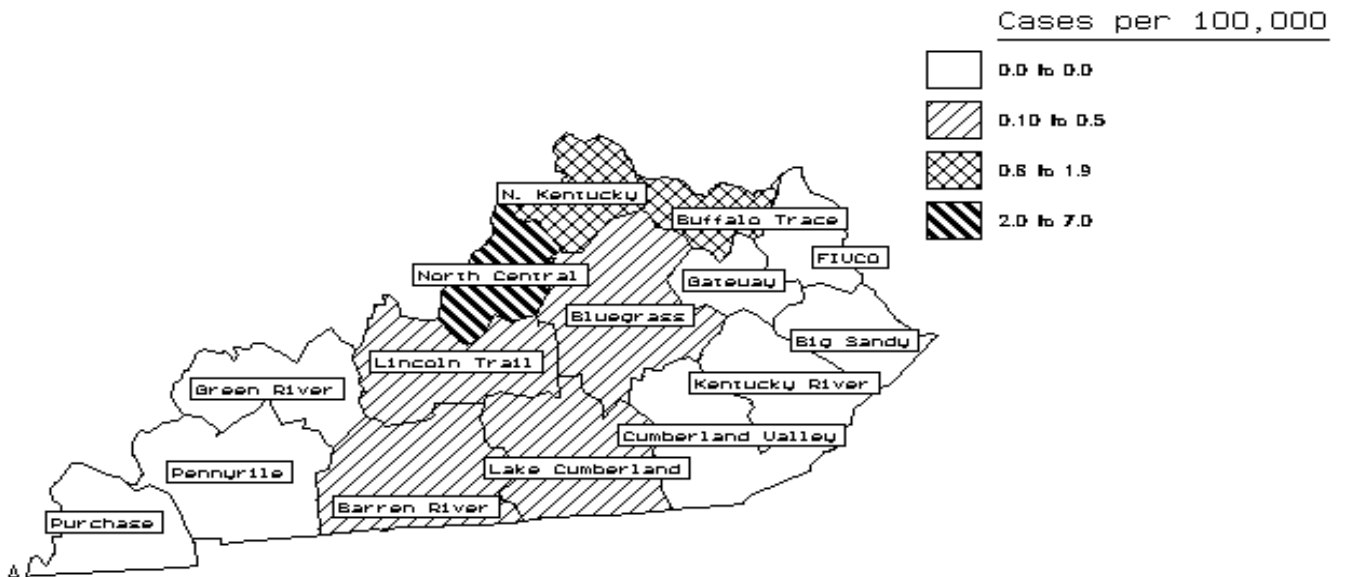 Cases per 100,000
0.0 to 0.0
0.10 to 0.5
0.6 to 1.9
2.0 to 7.0
N. Kentucky
Buffalo Trace
FIVCO
North Central
Gateway
Bluegrass
Big Sandy
Lincoln Trail
Green River
Kentucky River
Cumberland Valley
Pennyrile
Lake Cumberland
Barren River
Purchase